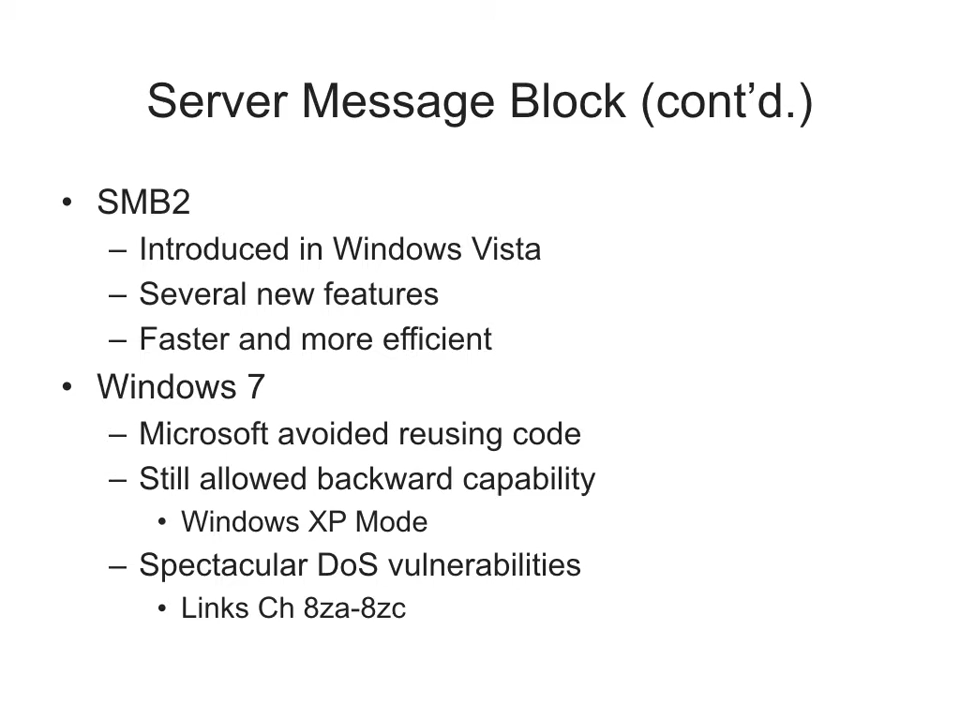 Server Message Block (cont’d.)
• SMB2
– Introduced in Windows Vista
– Several new features
– Faster and more efficient
• Windows 7
– Microsoft avoided reusing code
– Still allowed backward capability
• Windows XP Mode
– Spectacular DoS vulnerabilities
• Links Ch 8za-8zc